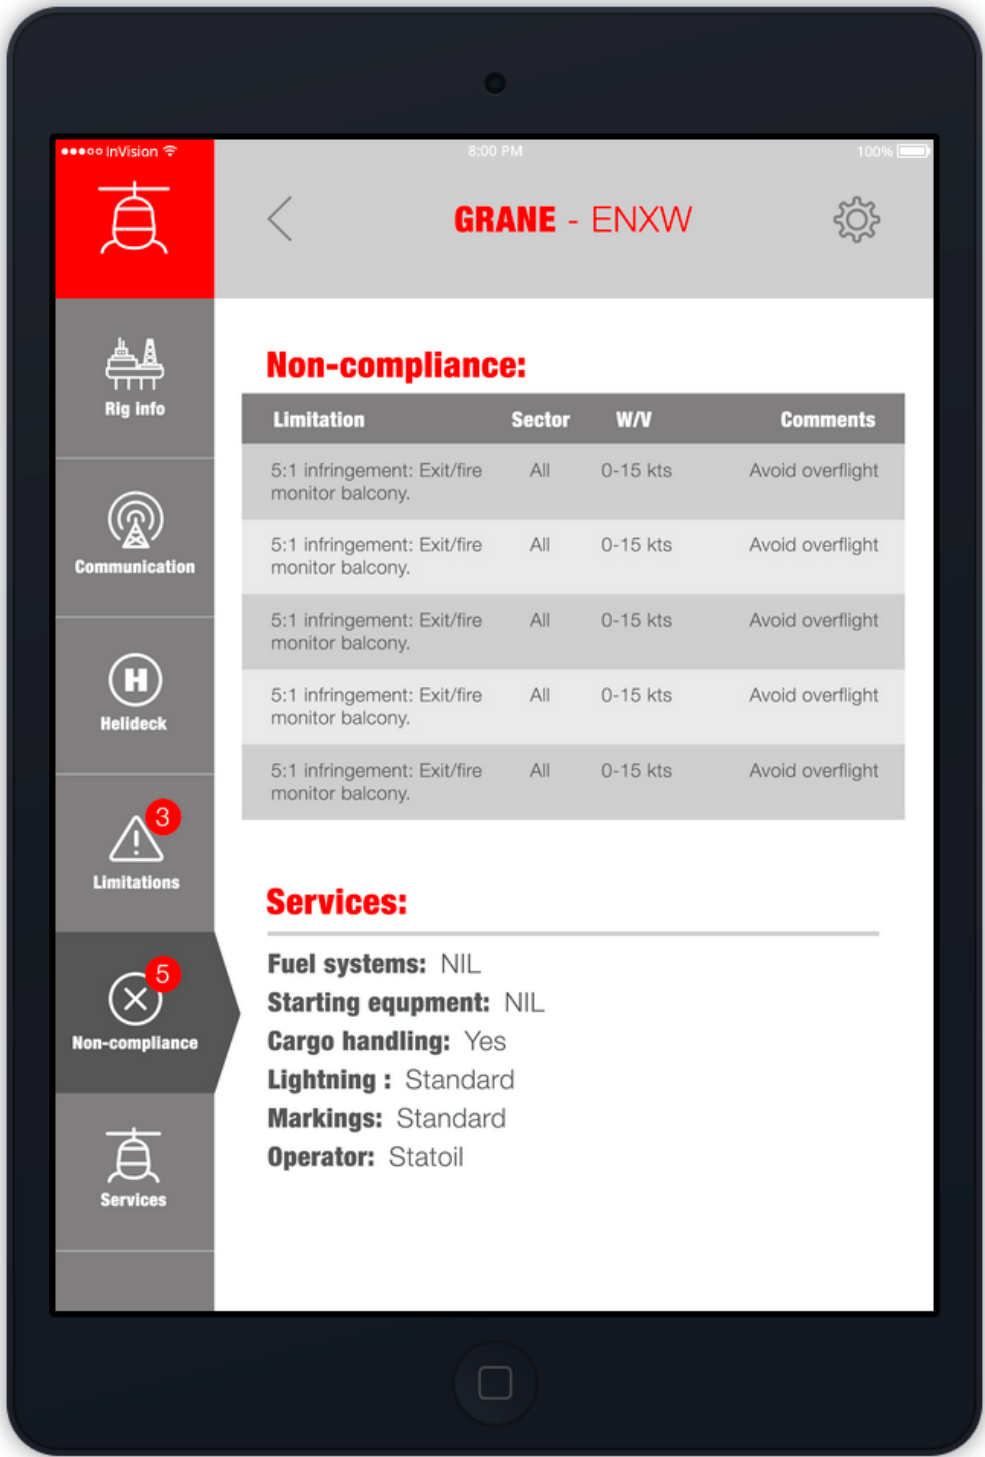 ●●●○○ InVision 8:00 PM 100%
GRANE - ENXW
Rig info
Communication
H
Helideck
3
Limitations
5
Non-compliance
Services
Non-compliance:
Limitation Sector W/V Comments
5:1 infringement: Exit/fire All 0-15 kts Avoid overflight
monitor balcony.
5:1 infringement: Exit/fire All 0-15 kts Avoid overflight
monitor balcony.
5:1 infringement: Exit/fire All 0-15 kts Avoid overflight
monitor balcony.
5:1 infringement: Exit/fire All 0-15 kts Avoid overflight
monitor balcony.
5:1 infringement: Exit/fire All 0-15 kts Avoid overflight
monitor balcony.
Services:
Fuel systems: NIL
Starting equpment: NIL
Cargo handling: Yes
Lightning : Standard
Markings: Standard
Operator: Statoil